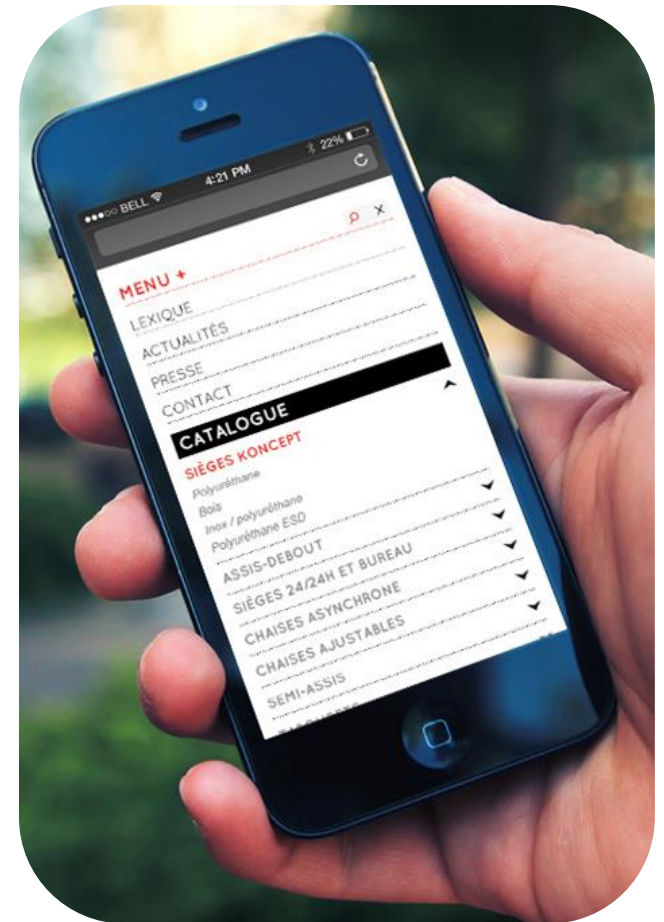 BELL 4:21 PM 22%
MENU +
LEXIQUE
ACTUALITÉS
PRESSE
CONTACT
CATALOGUE
SIÈGES KONCEPT
Polyuréthane
Bois
Inox / polyuréthane
Polyuréthane ESD
ASSIS-DEBOUT
SIÈGES 24/24H ET BUREAU
CHAISES ASYNCHRONE
CHAISES AJUSTABLES
SEMI-ASSIS